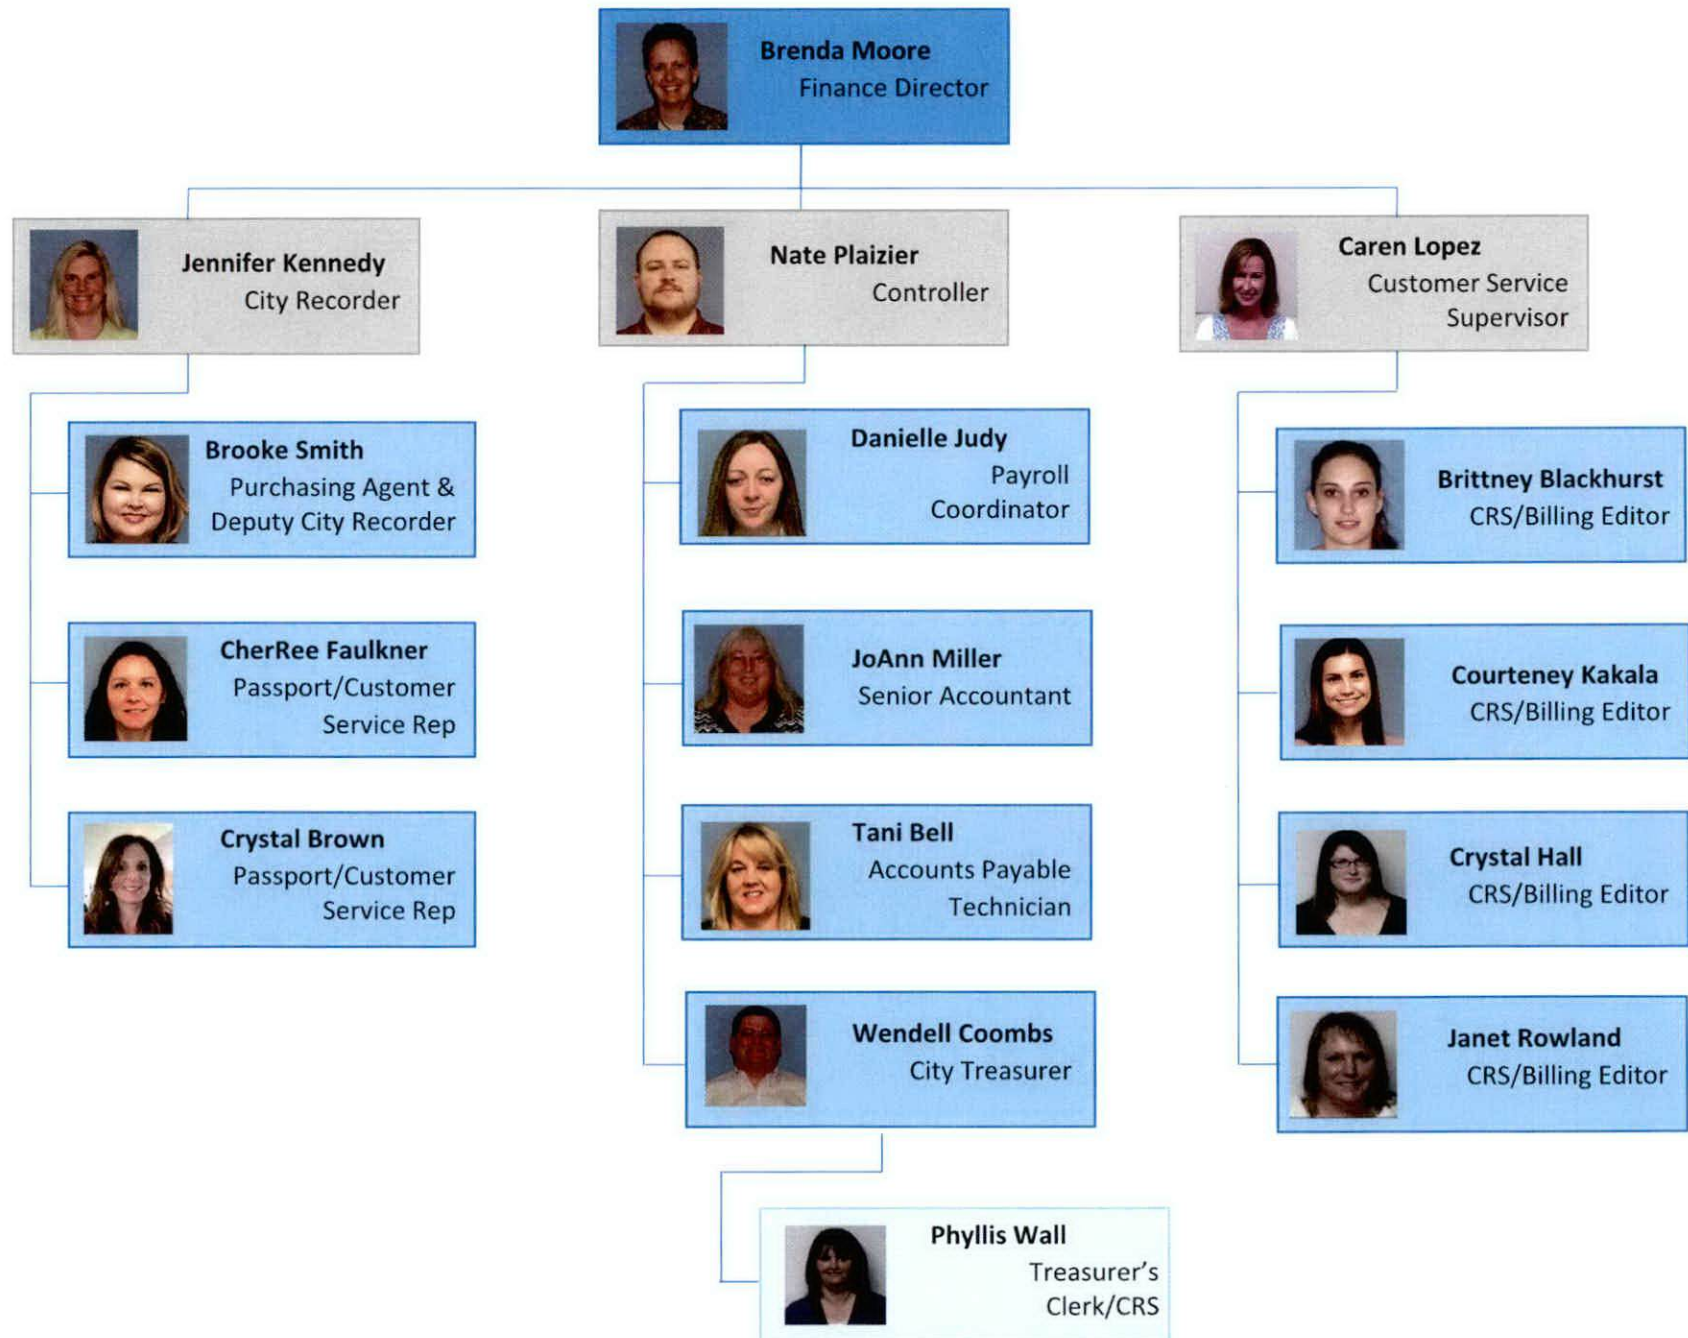 Brenda Moore
Finance Director
Jennifer Kennedy
City Recorder
Nate Plaizier
Controller
Caren Lopez
Customer Service
Supervisor
Brooke Smith
Purchasing Agent &
Deputy City Recorder
CherRee Faulkner
Passport/Customer
Service Rep
Crystal Brown
Passport/Customer
Service Rep
Danielle Judy
Payroll
Coordinator
JoAnn Miller
Senior Accountant
Tani Bell
Accounts Payable
Technician
Wendell Coombs
City Treasurer
Phyllis Wall
Treasurer's
Clerk/CRS
Brittney Blackhurst
CRS/Billing Editor
Courteney Kakala
CRS/Billing Editor
Crystal Hall
CRS/Billing Editor
Janet Rowland
CRS/Billing Editor